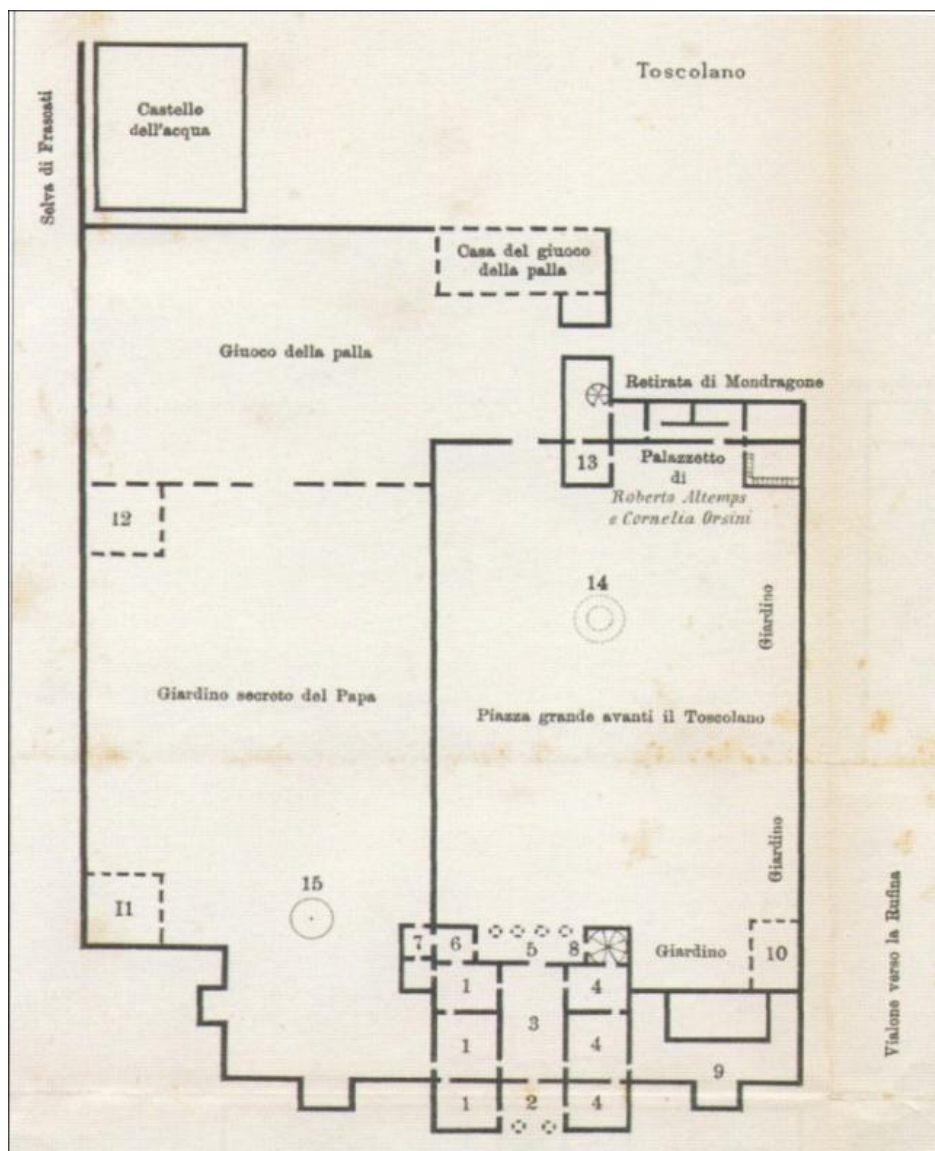 Toscolano
Castello
dell'acqua
Selva di Frascati
Casa del giuoco
della palla
Giuoco della palla
Retirata di Mondragone
13
Palazzetto
di
Roberto Altemps
e Cornelia Orsini
12
14
Giardino
Giardino secreto del Papa
Piazza grande avanti il Toscolano
Giardino
Vialone verso la Rufina
15
11
7
6
5
8
Giardino
10
1
4
3
1
4
9
1
2
4